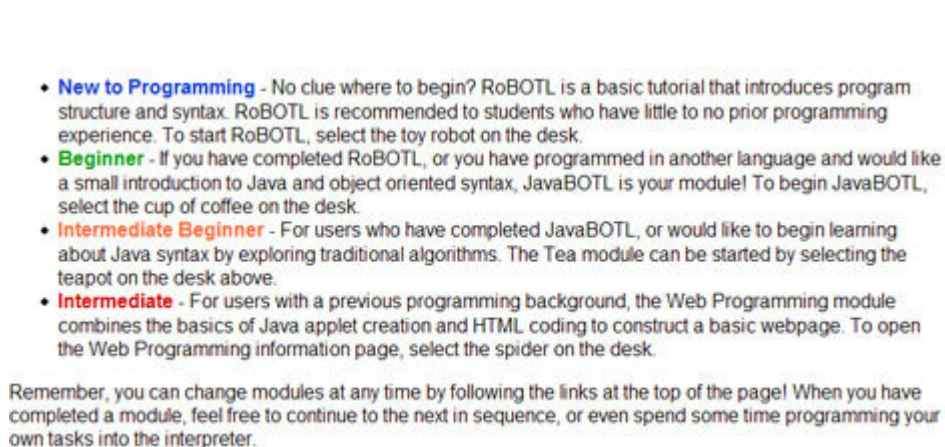 • New to Programming - No clue where to begin? RoBOTL is a basic tutorial that introduces program
structure and syntax. RoBOTL is recommended to students who have little to no prior programming
experience. To start RoBOTL, select the toy robot on the desk.
• Beginner - If you have completed RoBOTL, or you have programmed in another language and would like
a small introduction to Java and object oriented syntax, JavaBOTL is your module! To begin JavaBOTL,
select the cup of coffee on the desk.
• Intermediate Beginner - For users who have completed JavaBOTL, or would like to begin learning
about Java syntax by exploring traditional algorithms. The Tea module can be started by selecting the
teapot on the desk above.
• Intermediate - For users with a previous programming background, the Web Programming module
combines the basics of Java applet creation and HTML coding to construct a basic webpage. To open
the Web Programming information page, select the spider on the desk.
Remember, you can change modules at any time by following the links at the top of the page! When you have
completed a module, feel free to continue to the next in sequence, or even spend some time programming your
own tasks into the interpreter.